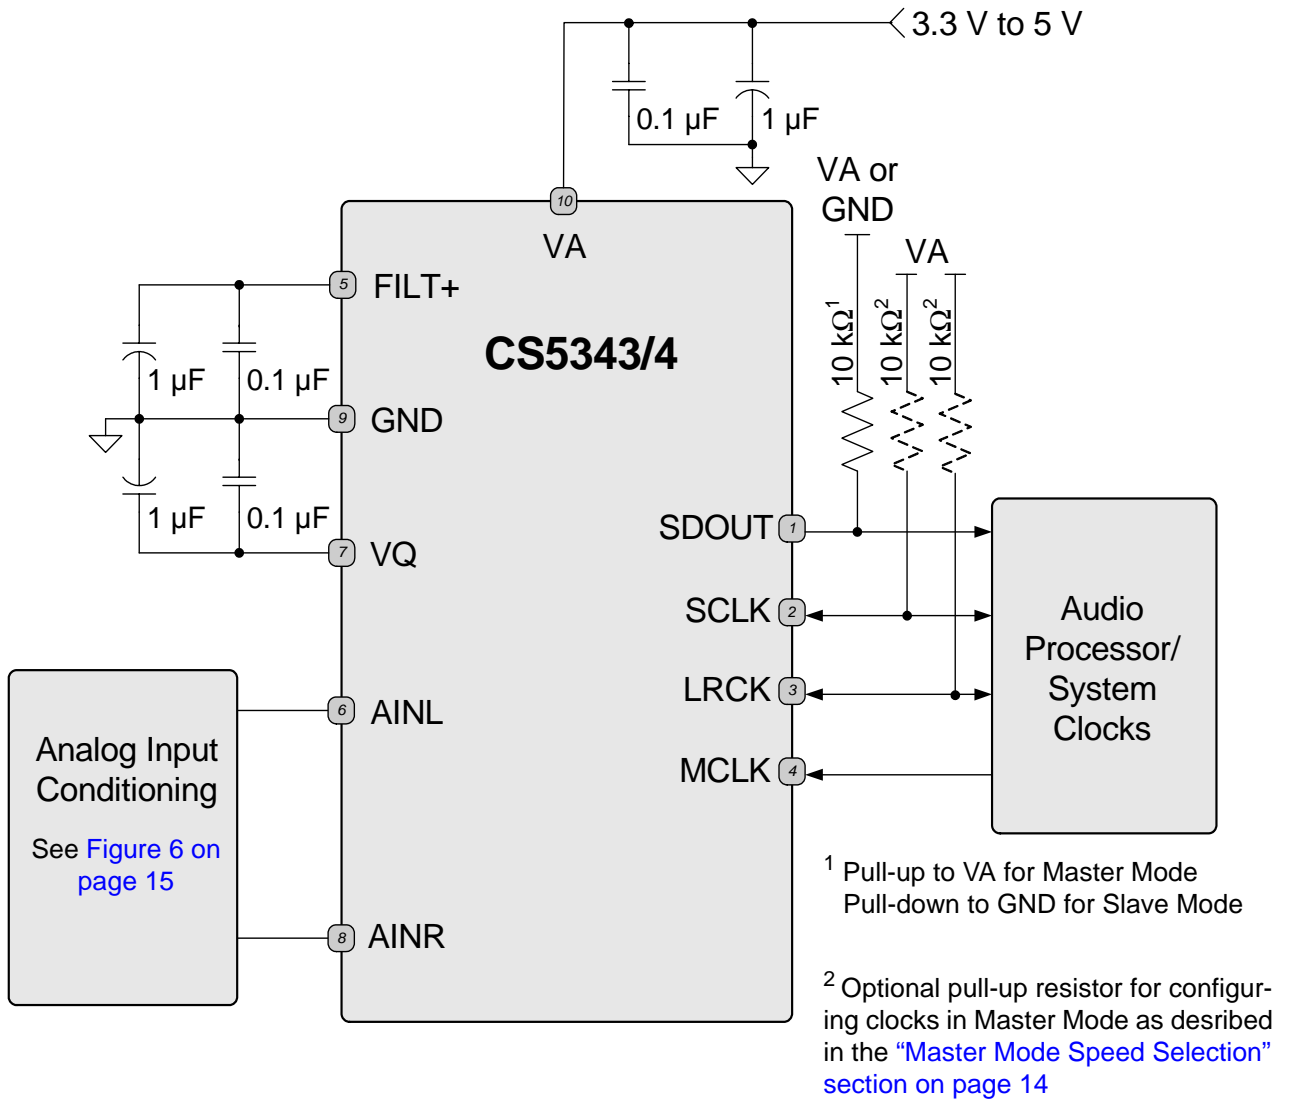 3.3 V to 5 V
0.1 µF
1 µF
VA or
GND
VA
10
VA
5
FILT+
CS5343/4
10 kΩ¹
10 kΩ²
10 kΩ²
1 µF
0.1 µF
9
GND
1 µF
0.1 µF
7
VQ
SDOUT
1
SCLK
2
LRCK
3
MCLK
4
Audio
Processor/
System
Clocks
6
AINL
Analog Input
Conditioning
See Figure 6 on
page 15
8
AINR
¹ Pull-up to VA for Master Mode
Pull-down to GND for Slave Mode
² Optional pull-up resistor for configur-
ing clocks in Master Mode as desribed
in the “Master Mode Speed Selection”
section on page 14